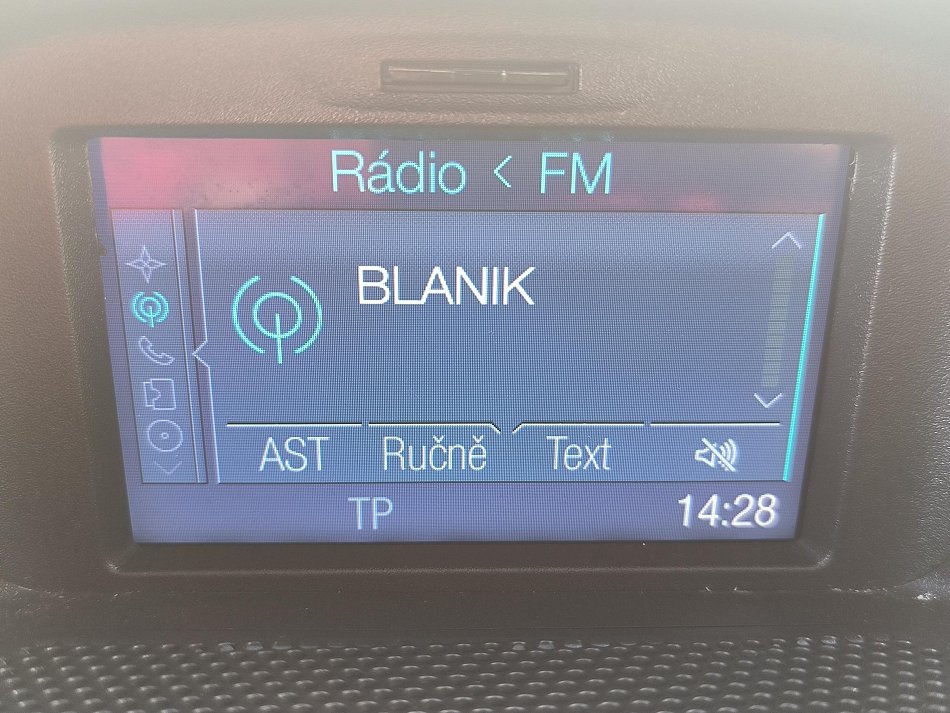 Rádio < FM
BLANIK
AST Ručně Text
TP 14:28